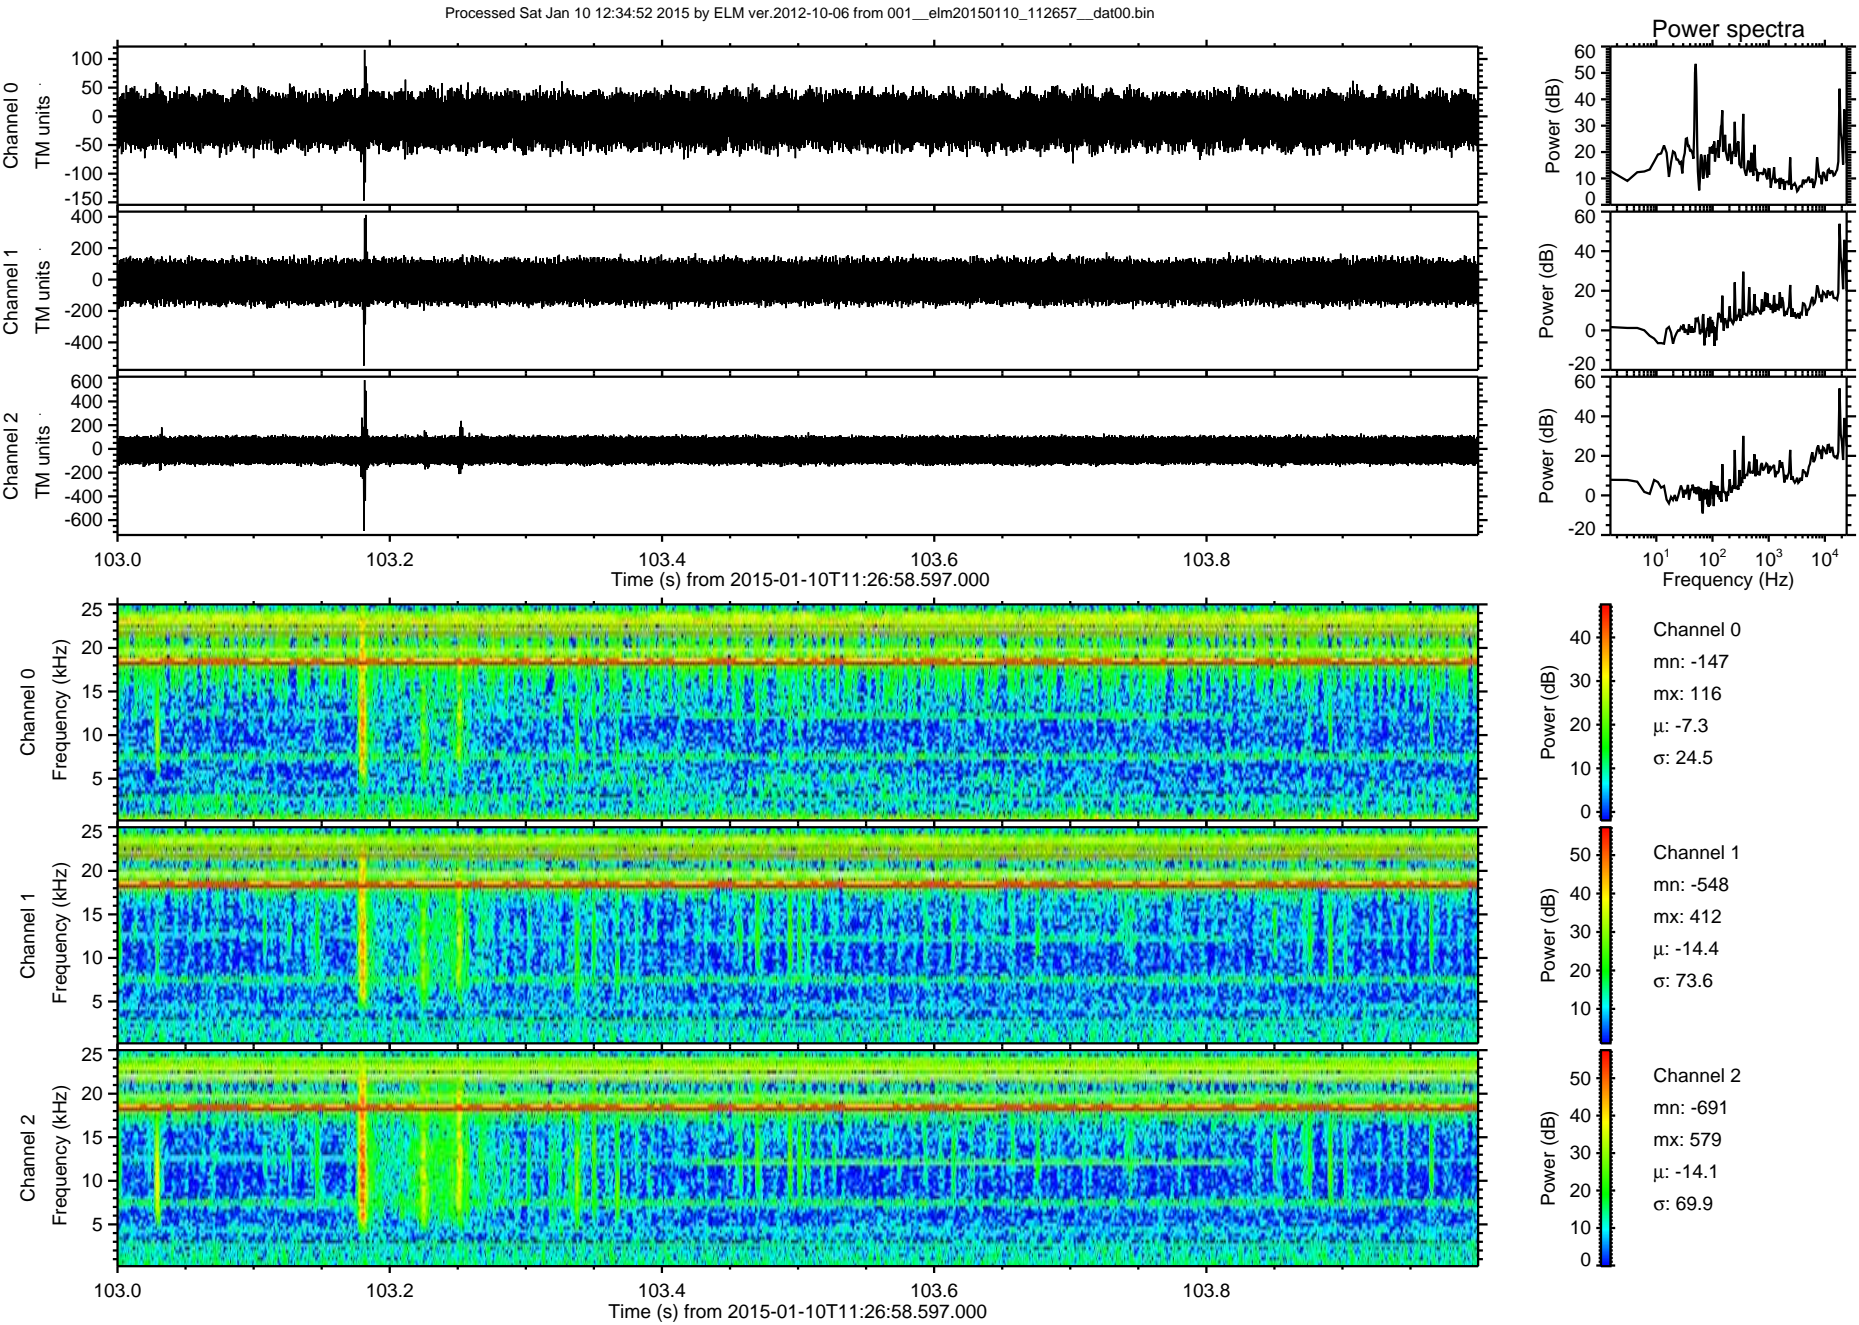 Processed Sat Jan 10 12:34:52 2015 by ELM ver.2012-10-06 from 001__elm20150110_112657__dat00.bin
Power spectra
Channel 0
TM units
100
50
0
-50
-100
-150
Power (dB)
60
50
40
30
20
10
0
Channel 1
TM units
400
200
0
-200
-400
Power (dB)
60
40
20
0
-20
Channel 2
TM units
600
400
200
0
-200
-400
-600
Power (dB)
60
40
20
0
-20
103.0 103.2 103.4 103.6 103.8
Time (s) from 2015-01-10T11:26:58.597.000
10^1 10^2 10^3 10^4
Frequency (Hz)
Channel 0
Frequency (kHz)
25
20
15
10
5
Power (dB)
40
30
20
10
0
Channel 0
mn: -147
mx: 116
μ: -7.3
σ: 24.5
Channel 1
Frequency (kHz)
25
20
15
10
5
Power (dB)
50
40
30
20
10
Channel 1
mn: -548
mx: 412
μ: -14.4
σ: 73.6
Channel 2
Frequency (kHz)
25
20
15
10
5
Power (dB)
50
40
30
20
10
0
Channel 2
mn: -691
mx: 579
μ: -14.1
σ: 69.9
103.0 103.2 103.4 103.6 103.8
Time (s) from 2015-01-10T11:26:58.597.000